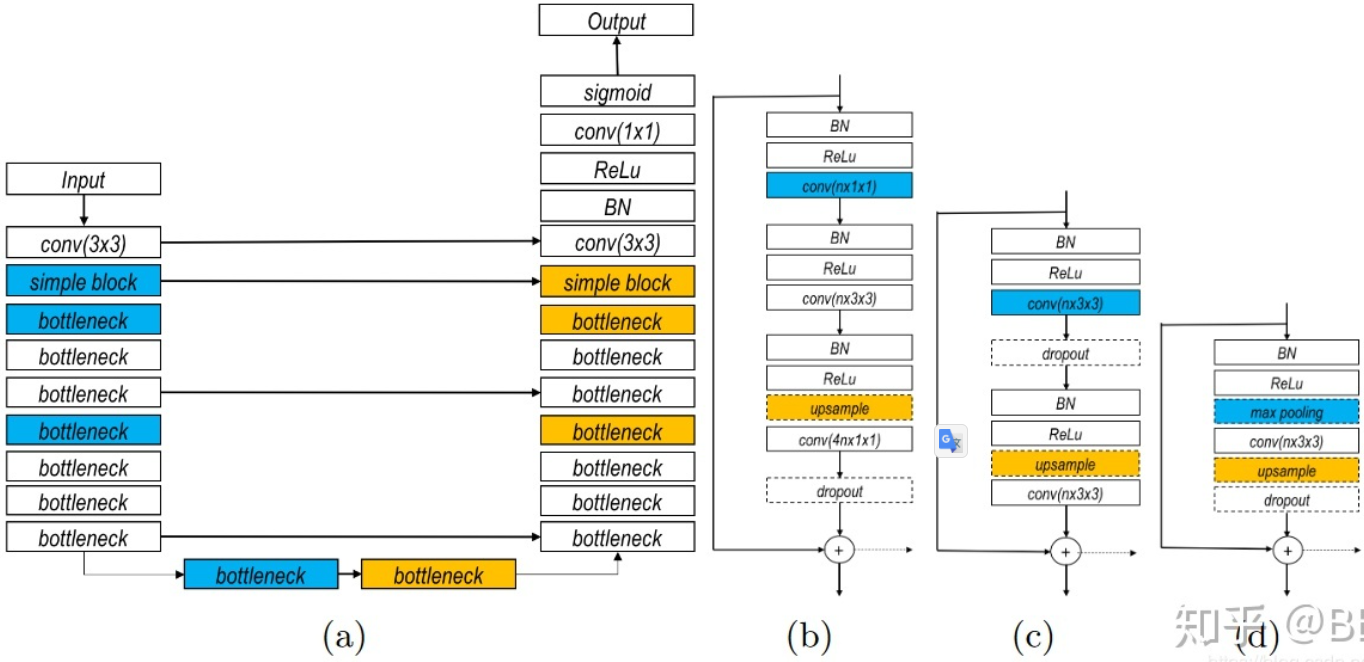 Input
conv(3x3)
simple block
bottleneck
bottleneck
bottleneck
bottleneck
bottleneck
bottleneck
bottleneck
bottleneck
bottleneck
Output
sigmoid
conv(1x1)
ReLu
BN
conv(3x3)
simple block
bottleneck
bottleneck
bottleneck
bottleneck
bottleneck
bottleneck
bottleneck
(a)
BN
ReLu
conv(nx1x1)
BN
ReLu
conv(nx3x3)
BN
ReLu
upsample
conv(4nx1x1)
dropout
+
(b)
BN
ReLu
conv(nx3x3)
dropout
BN
ReLu
upsample
conv(nx3x3)
+
(c)
BN
ReLu
max pooling
conv(nx3x3)
upsample
dropout
+
(d)
G
知乎 @BE